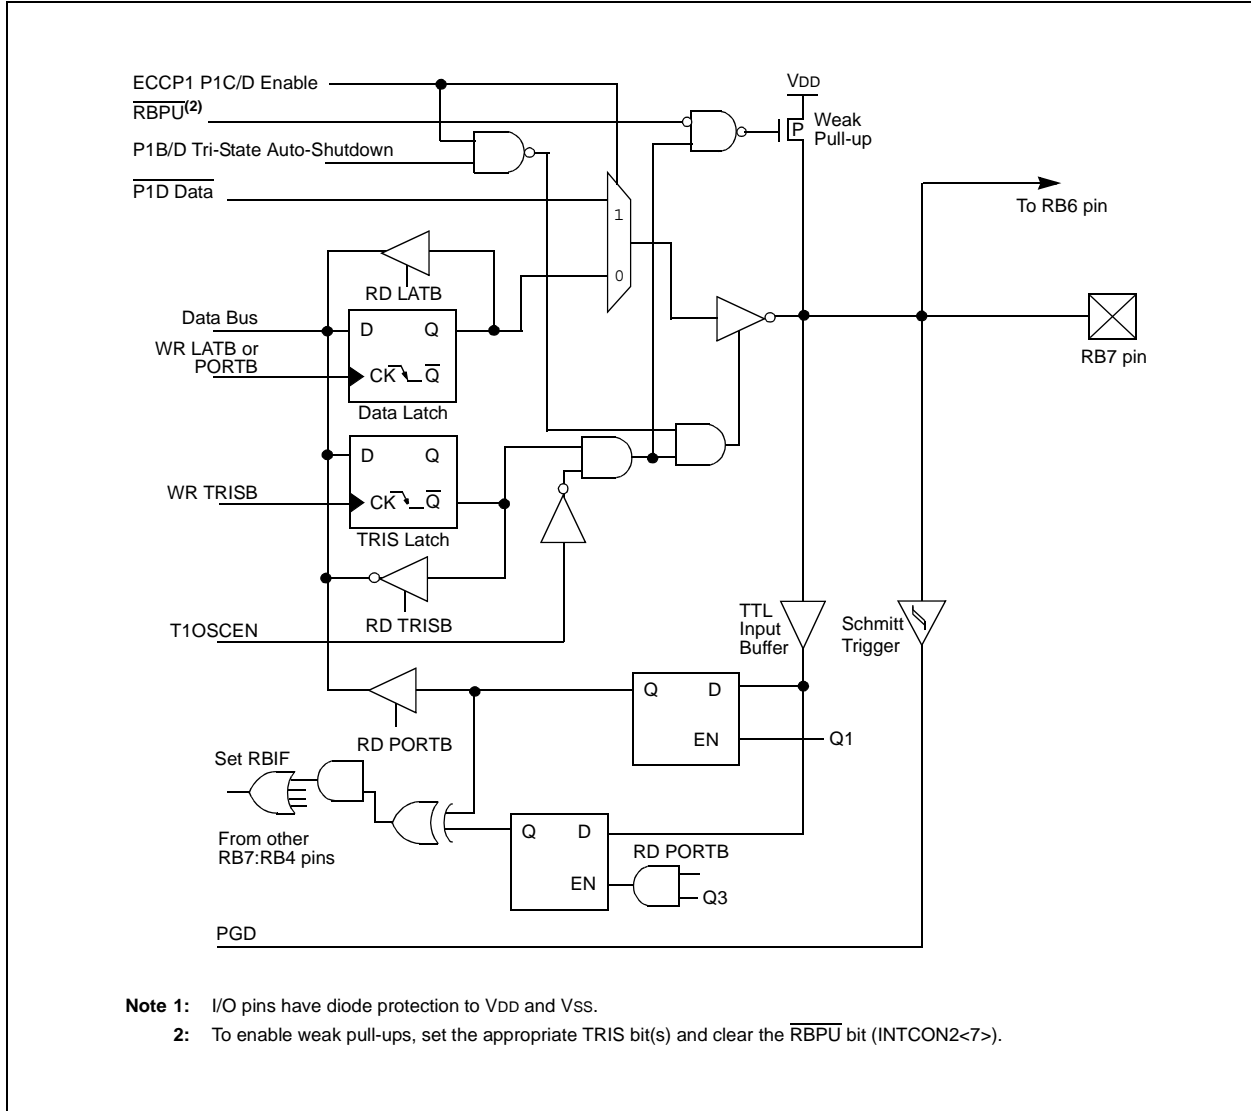 ECCP1 P1C/D Enable
RBPU(2)
P1B/D Tri-State Auto-Shutdown
P1D Data
VDD
P
Weak
Pull-up
To RB6 pin
1
0
RD LATB
Data Bus
WR LATB or
PORTB
D Q
CK Q
Data Latch
RB7 pin
D Q
WR TRISB
CK Q
TRIS Latch
RD TRISB
T1OSCEN
TTL
Input
Buffer
Schmitt
Trigger
Q D
EN
Q1
RD PORTB
Set RBIF
From other
RB7:RB4 pins
Q D
EN
RD PORTB
Q3
PGD
Note 1: I/O pins have diode protection to VDD and VSS.
2: To enable weak pull-ups, set the appropriate TRIS bit(s) and clear the RBPU bit (INTCON2<7>).